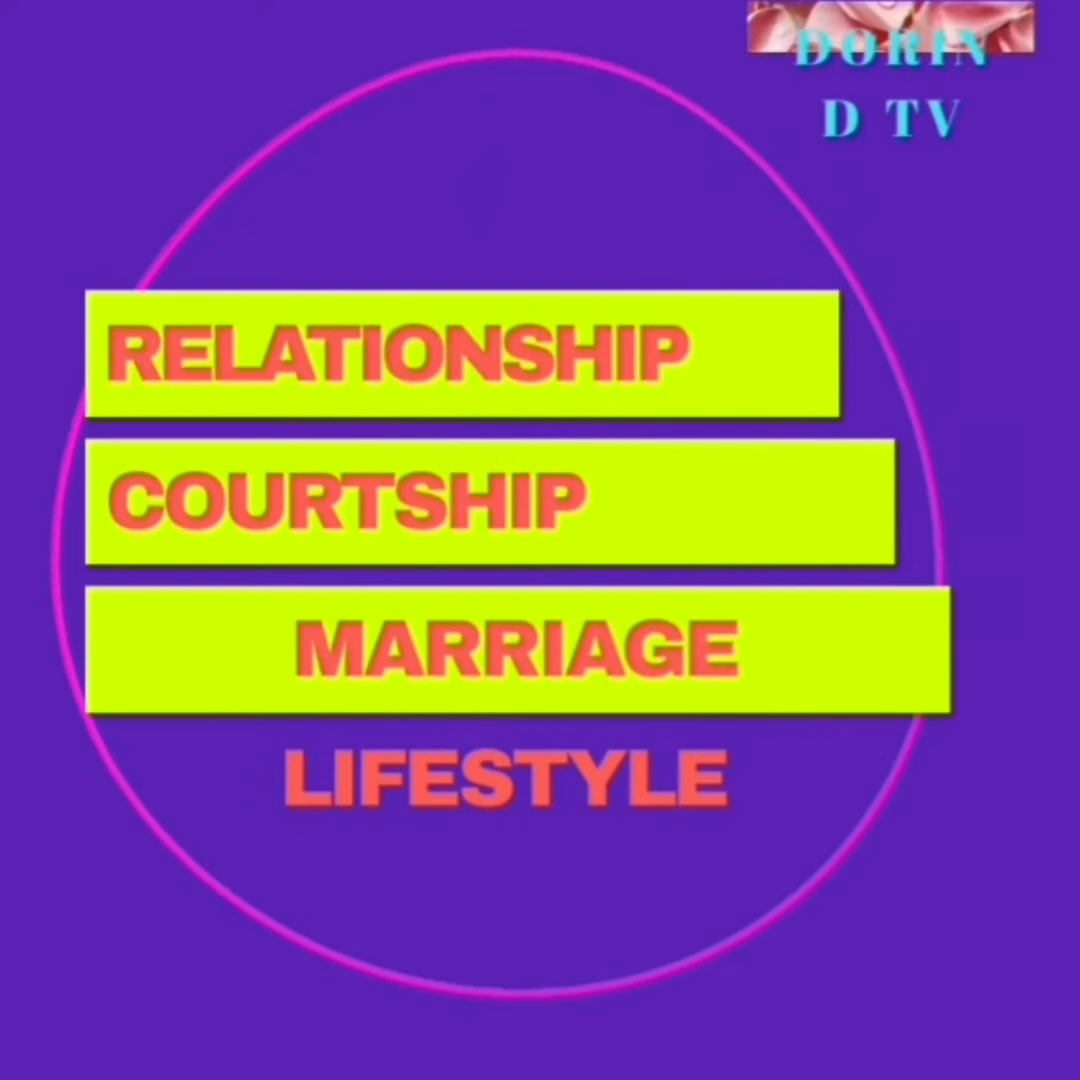 DORIN
D TV
RELATIONSHIP
COURTSHIP
MARRIAGE
LIFESTYLE